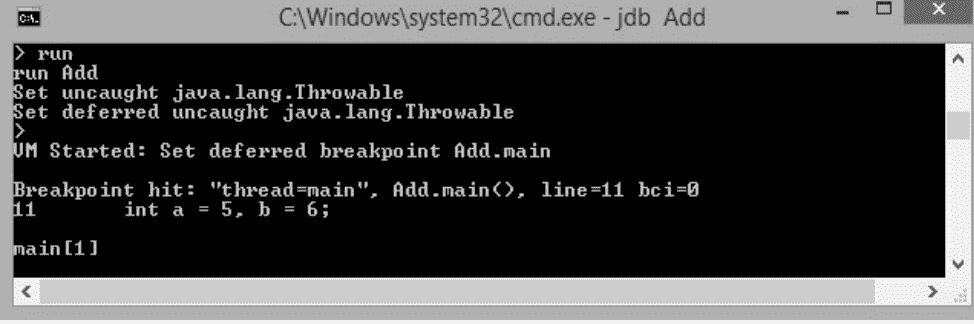 C:\Windows\system32\cmd.exe - jdb  Add
> run
run Add
Set uncaught java.lang.Throwable
Set deferred uncaught java.lang.Throwable
>
VM Started: Set deferred breakpoint Add.main
Breakpoint hit: "thread=main", Add.main(), line=11 bci=0
11        int a = 5, b = 6;
main[1]